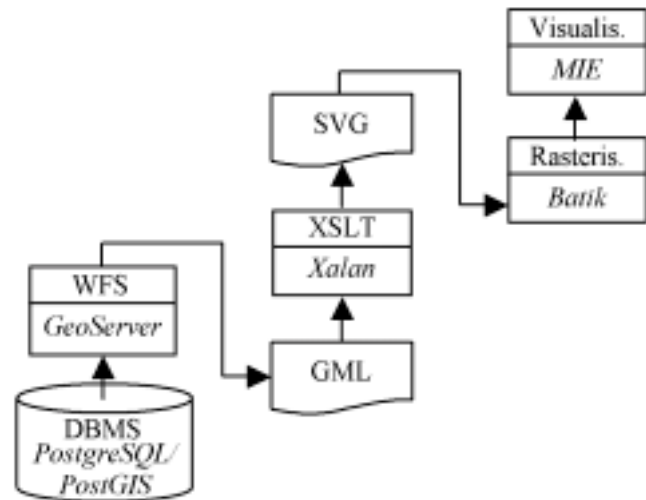 Visualis.
MIE
SVG
Rasteris.
Batik
XSLT
Xalan
WFS
GeoServer
GML
DBMS
PostgreSQL/
PostGIS